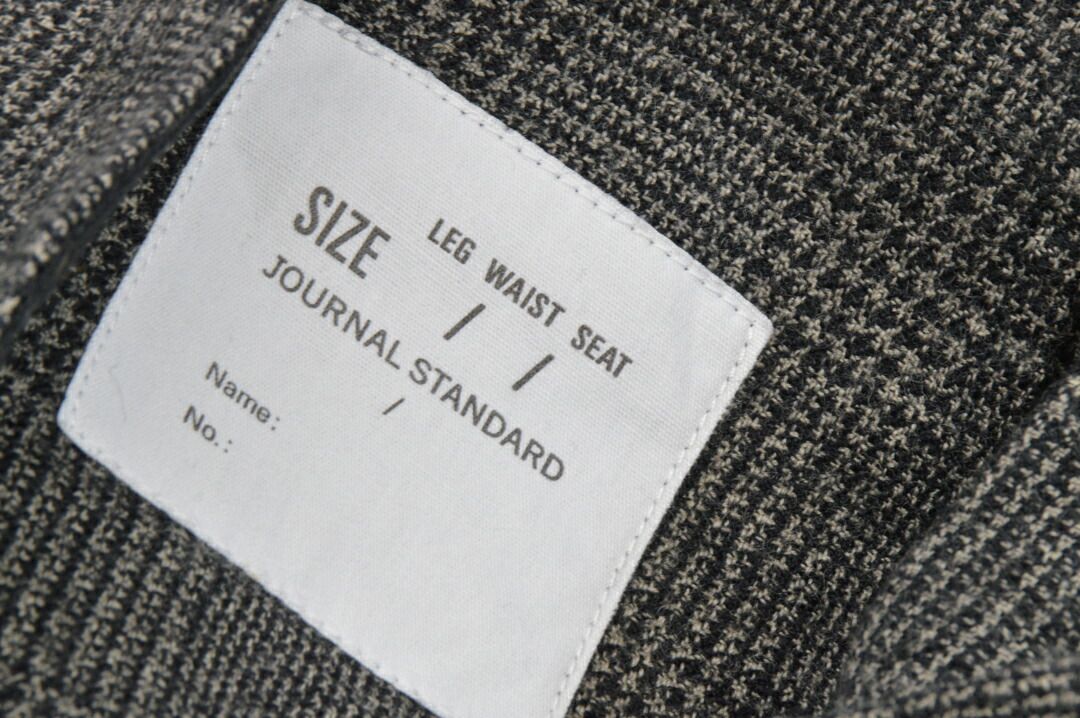 SIZE LEG WAIST SEAT
/ /
JOURNAL STANDARD
Name: /
No.: